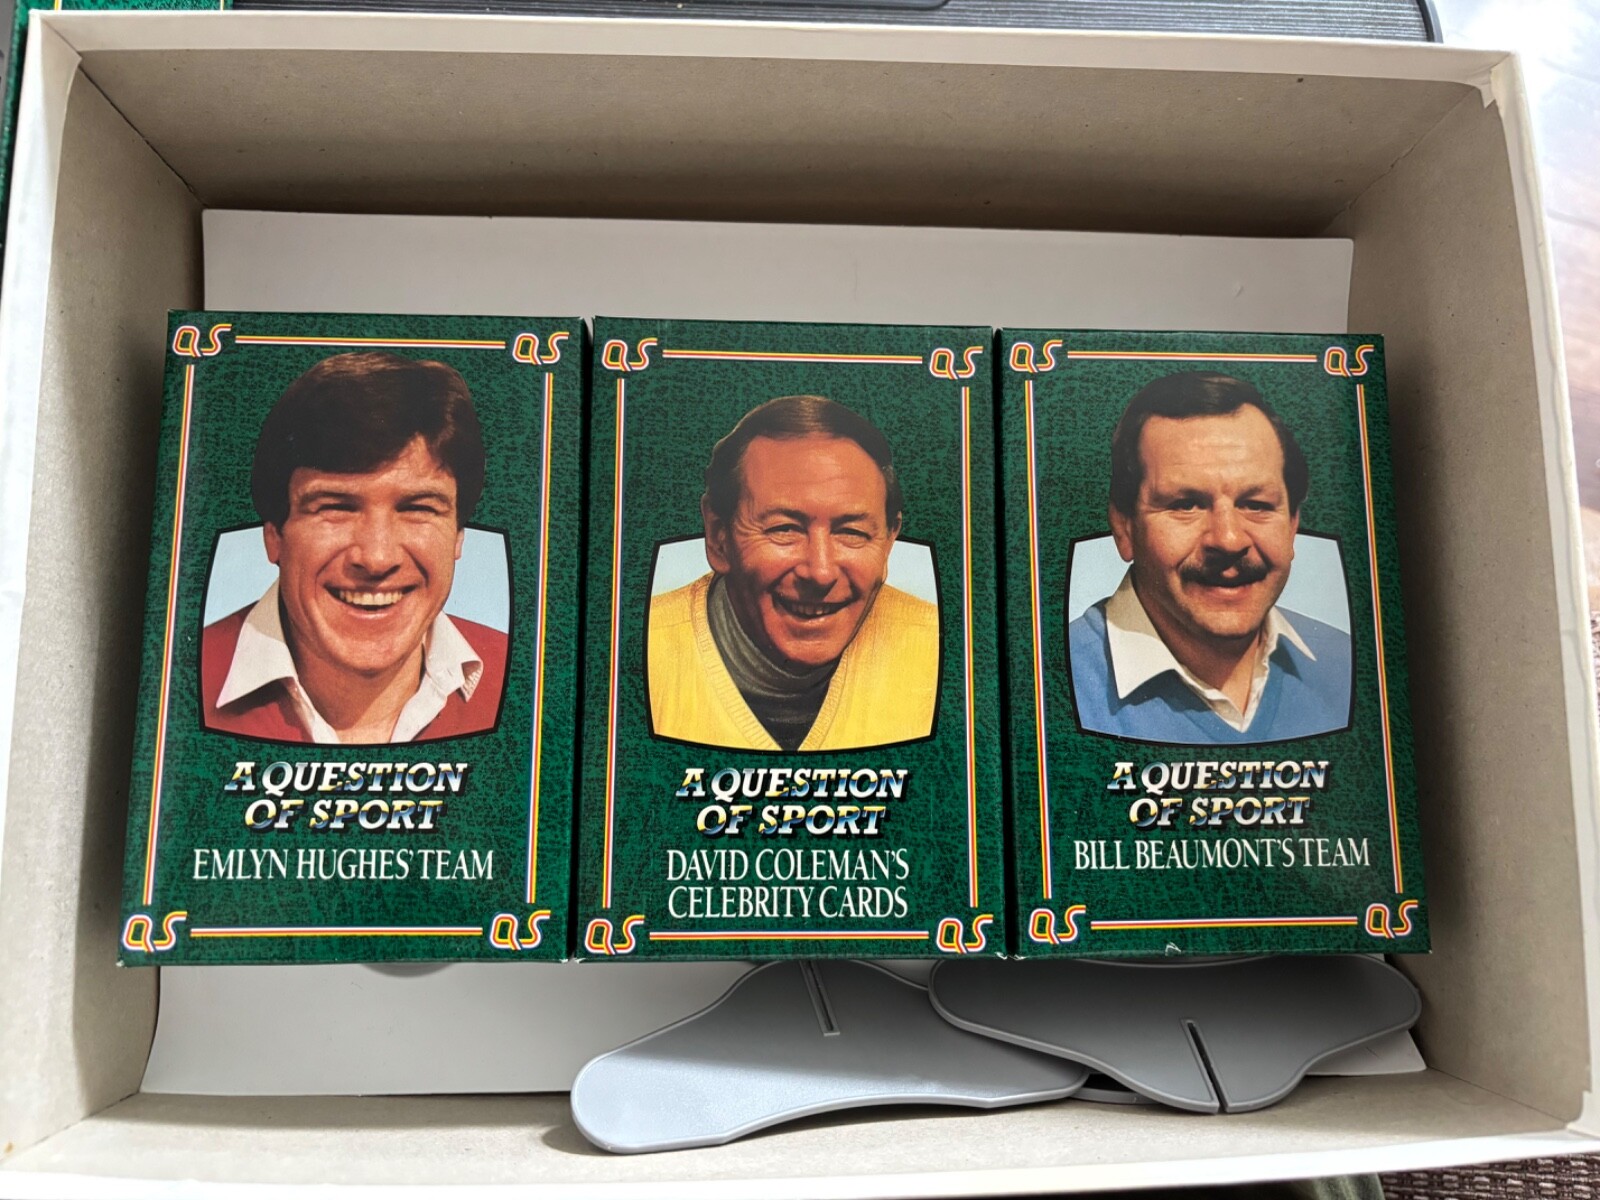 QS QS
A QUESTION
OF SPORT
EMLYN HUGHES' TEAM
QS QS
QS QS
A QUESTION
OF SPORT
DAVID COLEMAN'S
CELEBRITY CARDS
QS QS
QS QS
A QUESTION
OF SPORT
BILL BEAUMONT'S TEAM
QS QS